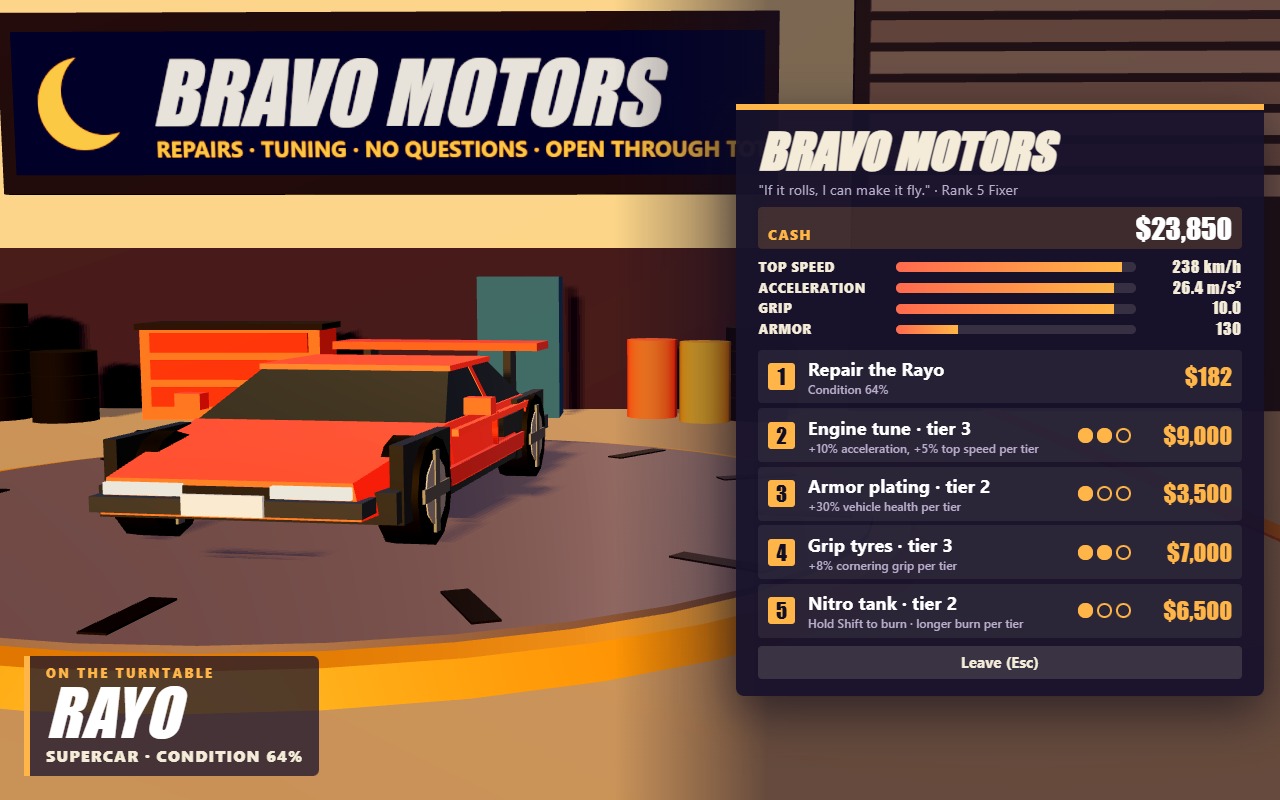 BRAVO MOTORS
REPAIRS · TUNING · NO QUESTIONS · OPEN THROUGH
BRAVO MOTORS
"If it rolls, I can make it fly." · Rank 5 Fixer
CASH $23,850
TOP SPEED 238 km/h
ACCELERATION 26.4 m/s²
GRIP 10.0
ARMOR 130
1 Repair the Rayo $182
Condition 64%
2 Engine tune · tier 3 $9,000
+10% acceleration, +5% top speed per tier
3 Armor plating · tier 2 $3,500
+30% vehicle health per tier
4 Grip tyres · tier 3 $7,000
+8% cornering grip per tier
5 Nitro tank · tier 2 $6,500
Hold Shift to burn · longer burn per tier
Leave (Esc)
ON THE TURNTABLE
RAYO
SUPERCAR · CONDITION 64%